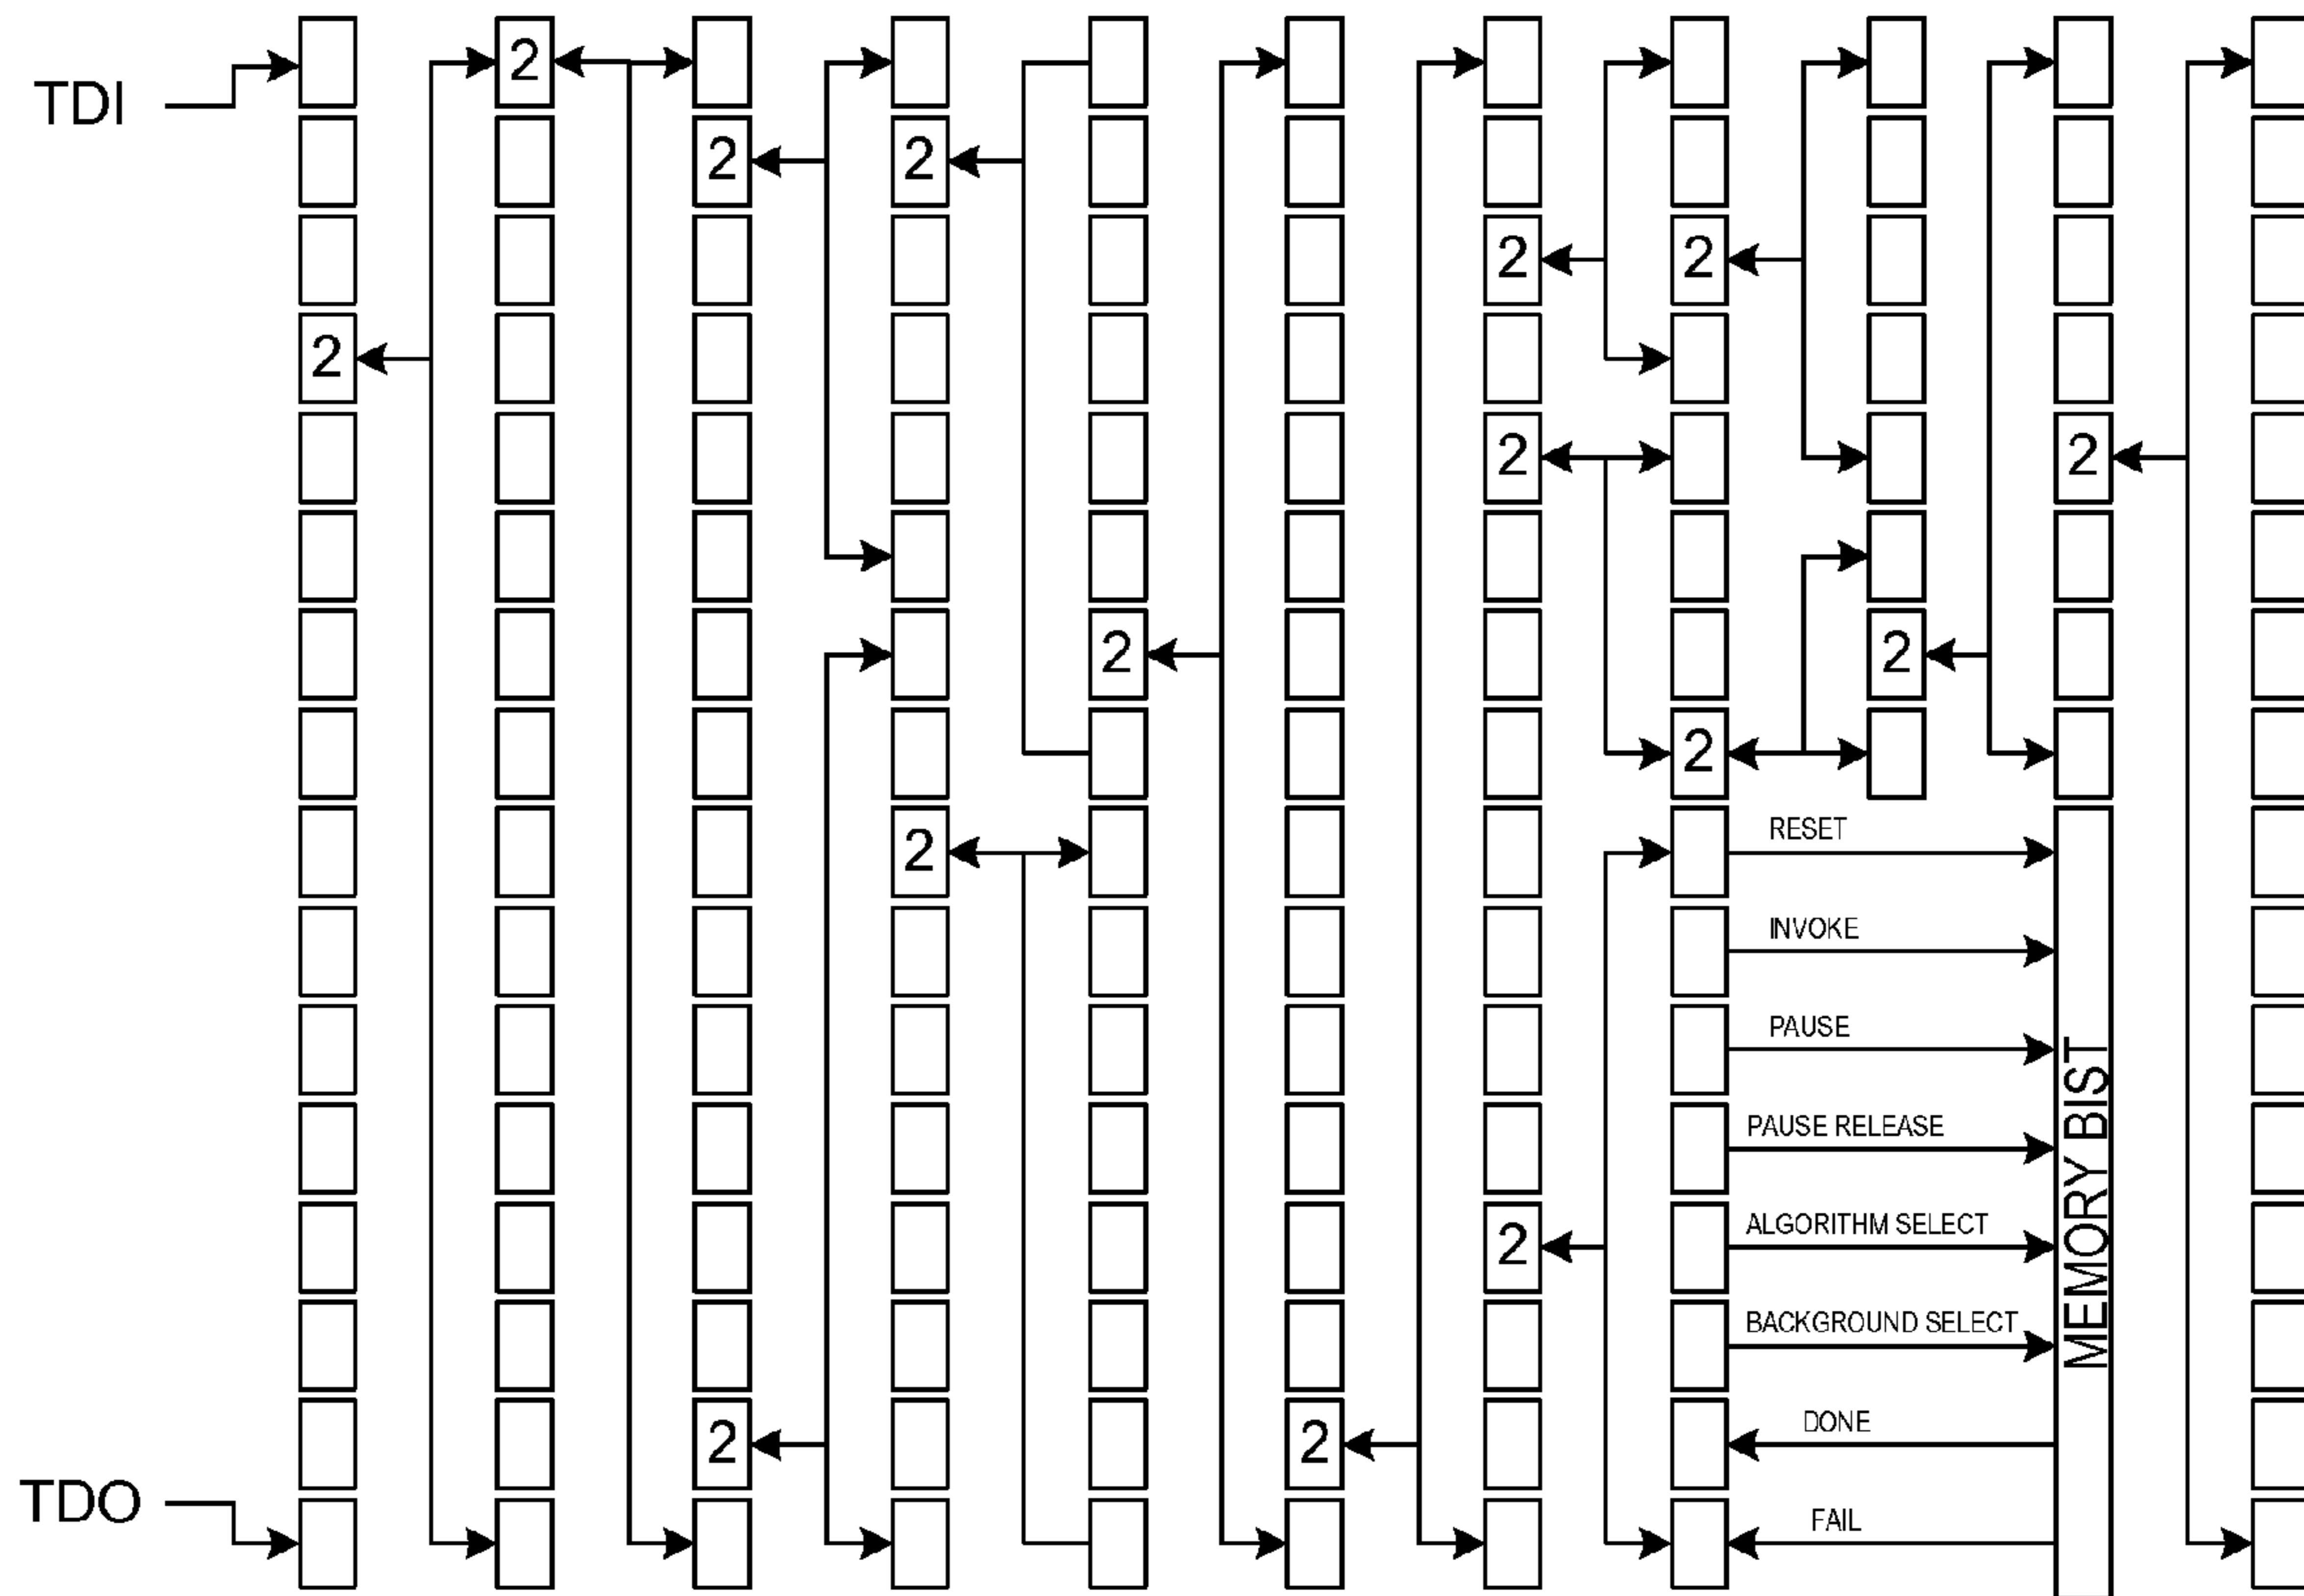 TDI
2
2 2
2 2
2
2 2 2
2 2
2
2
RESET
INVOKE
PAUSE
PAUSE RELEASE
2
ALGORITHM SELECT
BACKGROUND SELECT
MEMORY BIST
2 2
DONE
TDO
FAIL